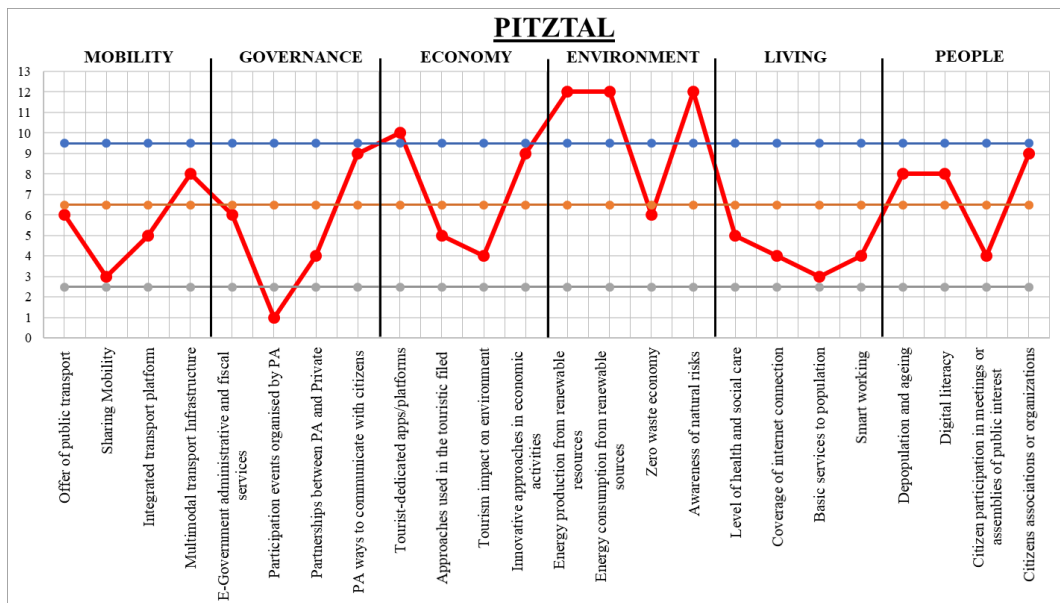 PITZTAL
MOBILITY GOVERNANCE ECONOMY ENVIRONMENT LIVING PEOPLE
13
12
11
10
9
8
7
6
5
4
3
2
1
0
Offer of public transport
Sharing Mobility
Integrated transport platform
Multimodal transport Infrastructure
E-Government administrative and fiscal
services
Participation events organised by PA
Partnerships between PA and Private
PA ways to communicate with citizens
Tourist-dedicated apps/platforms
Approaches used in the touristic filed
Tourism impact on environment
Innovative approaches in economic
activities
Energy production from renewable
resources
Energy consumption from renewable
sources
Zero waste economy
Awareness of natural risks
Level of health and social care
Coverage of internet connection
Basic services to population
Smart working
Depopulation and ageing
Digital literacy
Citizen participation in meetings or
assemblies of public interest
Citizens associations or organizations